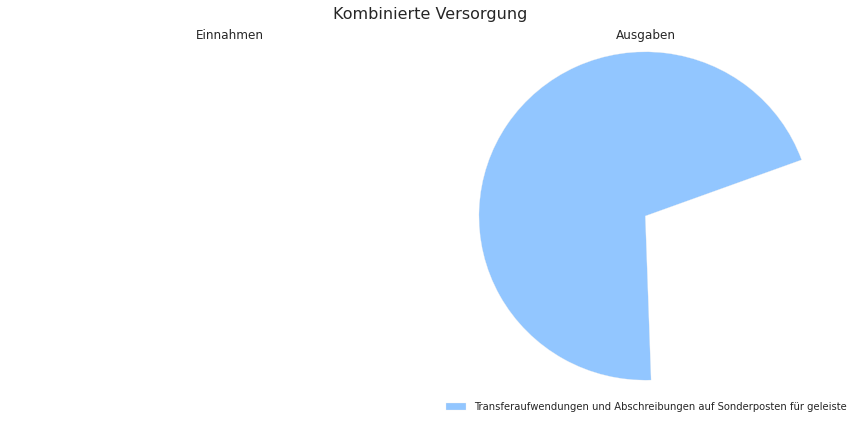 Kombinierte Versorgung
Einnahmen
Ausgaben
Transferaufwendungen und Abschreibungen auf Sonderposten für geleiste